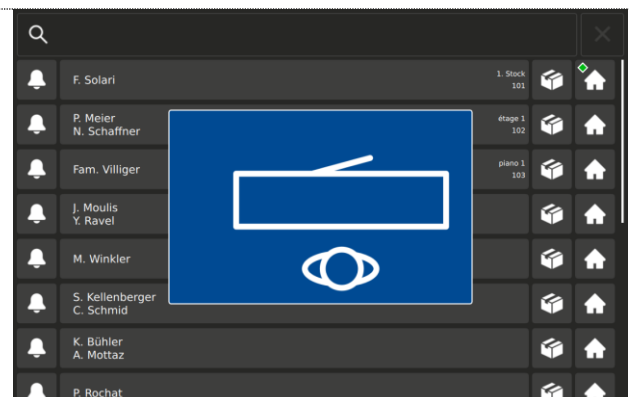 F. Solari
1. Stock
101
P. Meier
N. Schaffner
étage 1
102
Fam. Villiger
piano 1
103
J. Moulis
Y. Ravel
M. Winkler
S. Kellenberger
C. Schmid
K. Bühler
A. Mottaz
P. Rochat